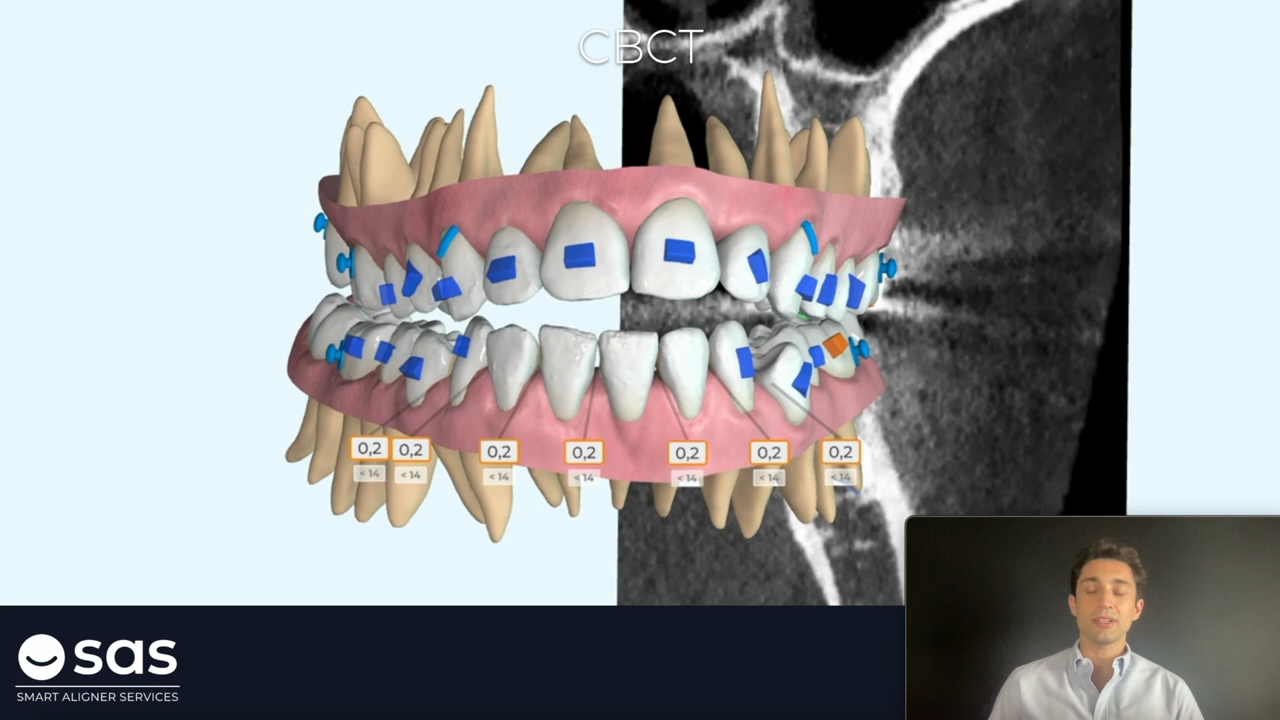 CBCT
0,2 0,2 0,2 0,2 0,2 0,2 0,2
< 14 < 14 < 14 < 14 < 14 < 14 < 14
sas
SMART ALIGNER SERVICES